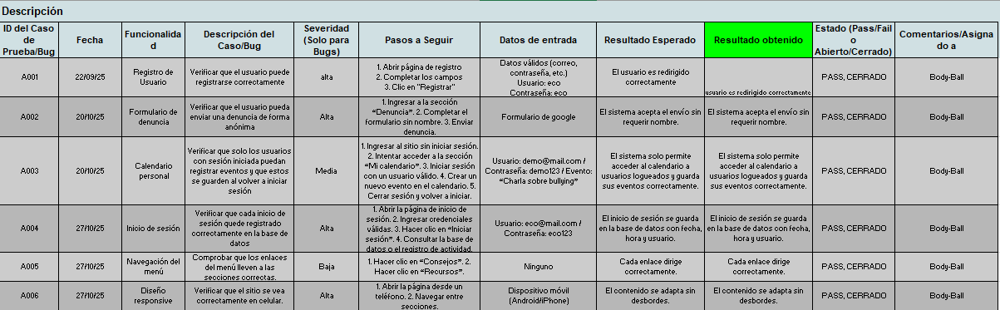 Descripción
ID del Caso
de
Prueba/Bug
Fecha
Funcionalida
d
Descripción del
Caso/Bug
Severidad
(Solo para
Bugs)
Pasos a Seguir
Datos de entrada
Resultado Esperado
Resultado obtenido
Estado (Pass/Fail
o
Abierto/Cerrado)
Comentarios/Asigna
do a
A001
22/09/25
Registro de
Usuario
Verificar que el usuario puede
registrarse correctamente
alta
1. Abrir página de registro
2. Completar los campos
3. Clic en "Registrar"
Datos válidos (correo,
contraseña, etc.)
Usuario: eco
Contraseña: eco
El usuario es redirigido
correctamente
usuario es redirigido correctamente
PASS, CERRADO
Body-Ball
A002
20/10/25
Formulario de
denuncia
Verificar que el usuario pueda
enviar una denuncia de forma
anónima
Alta
1. Ingresar a la sección
“Denuncia”. 2. Completar el
formulario sin nombre. 3. Enviar
denuncia.
Formulario de google
El sistema acepta el envío sin
requerir nombre.
El sistema acepta el envío sin
requerir nombre.
PASS, CERRADO
Body-Ball
A003
20/10/25
Calendario
personal
Verificar que solo los usuarios
con sesión iniciada puedan
registrar eventos y que estos
se guarden al volver a iniciar
sesión
Media
1. Ingresar al sitio sin iniciar sesión.
2. Intentar acceder a la sección
“Mi calendario”. 3. Iniciar sesión
con un usuario válido. 4. Crear un
nuevo evento en el calendario. 5.
Cerrar sesión y volver a iniciar.
Usuario: demo@mail.com /
Contraseña: demo123 / Evento:
“Charla sobre bullying”
El sistema solo permite
acceder al calendario a
usuarios logueados y guarda
sus eventos correctamente.
El sistema solo permite
acceder al calendario a
usuarios logueados y guarda
sus eventos correctamente.
PASS, CERRADO
Body-Ball
A004
27/10/25
Inicio de sesión
Verificar que cada inicio de
sesión quede registrado
correctamente en la base de
datos
Alta
1. Abrir la página de inicio de
sesión. 2. Ingresar credenciales
válidas. 3. Hacer clic en “Iniciar
sesión”. 4. Consultar la base de
datos o el registro de actividad.
Usuario: eco@mail.com /
Contraseña: eco123
El inicio de sesión se guarda
en la base de datos con fecha,
hora y usuario.
El inicio de sesión se guarda
en la base de datos con fecha,
hora y usuario.
PASS, CERRADO
Body-Ball
A005
27/10/25
Navegación del
menú
Comprobar que los enlaces
del menú lleven a las
secciones correctas.
Baja
1. Hacer clic en “Consejos”. 2.
Hacer clic en “Recursos”.
Ninguno
Cada enlace dirige
correctamente.
Cada enlace dirige
correctamente.
PASS, CERRADO
Body-Ball
A006
27/10/25
Diseño
responsive
Verificar que el sitio se vea
correctamente en celular.
Alta
1. Abrir la página desde un
teléfono. 2. Navegar entre
secciones.
Dispositivo móvil
(Android/iPhone)
El contenido se adapta sin
desbordes.
El contenido se adapta sin
desbordes.
PASS, CERRADO
Body-Ball